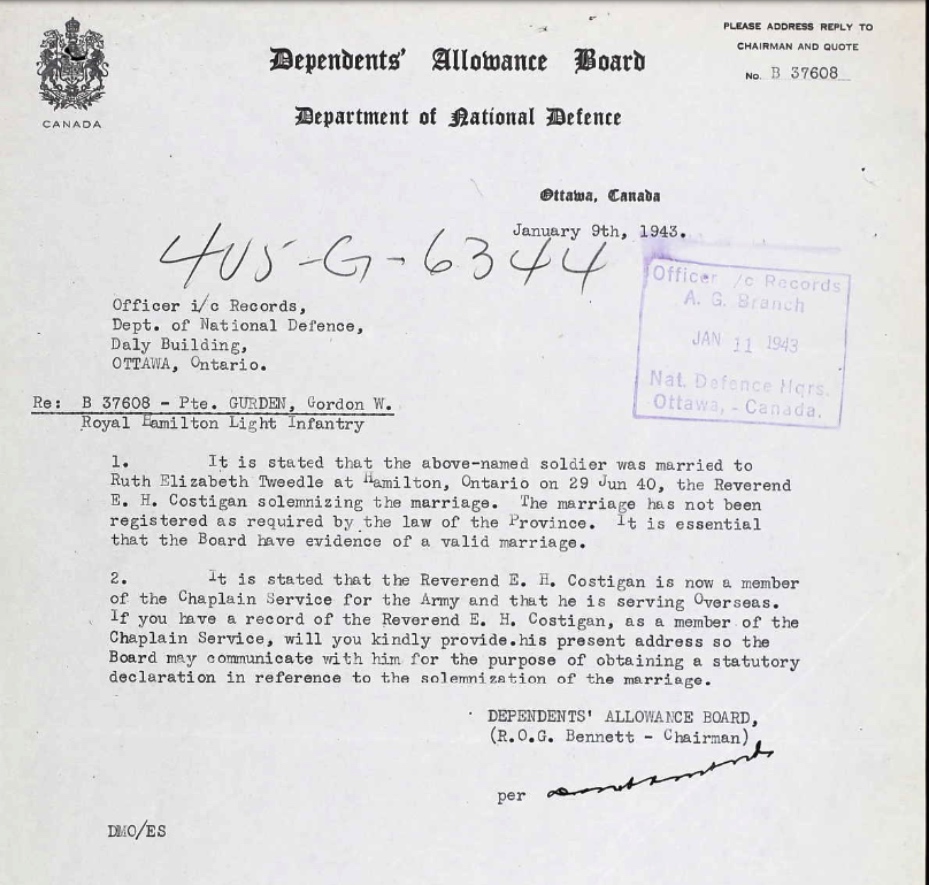 PLEASE ADDRESS REPLY TO
CHAIRMAN AND QUOTE
No. B 37608
CANADA
Dependents' Allowance Board
Department of National Defence
Ottawa, Canada
January 9th, 1943.
405-G-6344
Officer i/c Records
A. G. Branch
JAN 11 1943
Nat. Defence Hqrs.
Ottawa, - Canada.
Officer i/c Records,
Dept. of National Defence,
Daly Building,
OTTAWA, Ontario.
Re: B 37608 - Pte. GURDEN, Gordon W.
Royal Hamilton Light Infantry
1. It is stated that the above-named soldier was married to
Ruth Elizabeth Tweedle at Hamilton, Ontario on 29 Jun 40, the Reverend
E. H. Costigan solemnizing the marriage. The marriage has not been
registered as required by the law of the Province. It is essential
that the Board have evidence of a valid marriage.
2. It is stated that the Reverend E. H. Costigan is now a member
of the Chaplain Service for the Army and that he is serving Overseas.
If you have a record of the Reverend E. H. Costigan, as a member of the
Chaplain Service, will you kindly provide.his present address so the
Board may communicate with him for the purpose of obtaining a statutory
declaration in reference to the solemnization of the marriage.
DEPENDENTS' ALLOWANCE BOARD,
(R.O.G. Bennett - Chairman)
per
DMO/ES